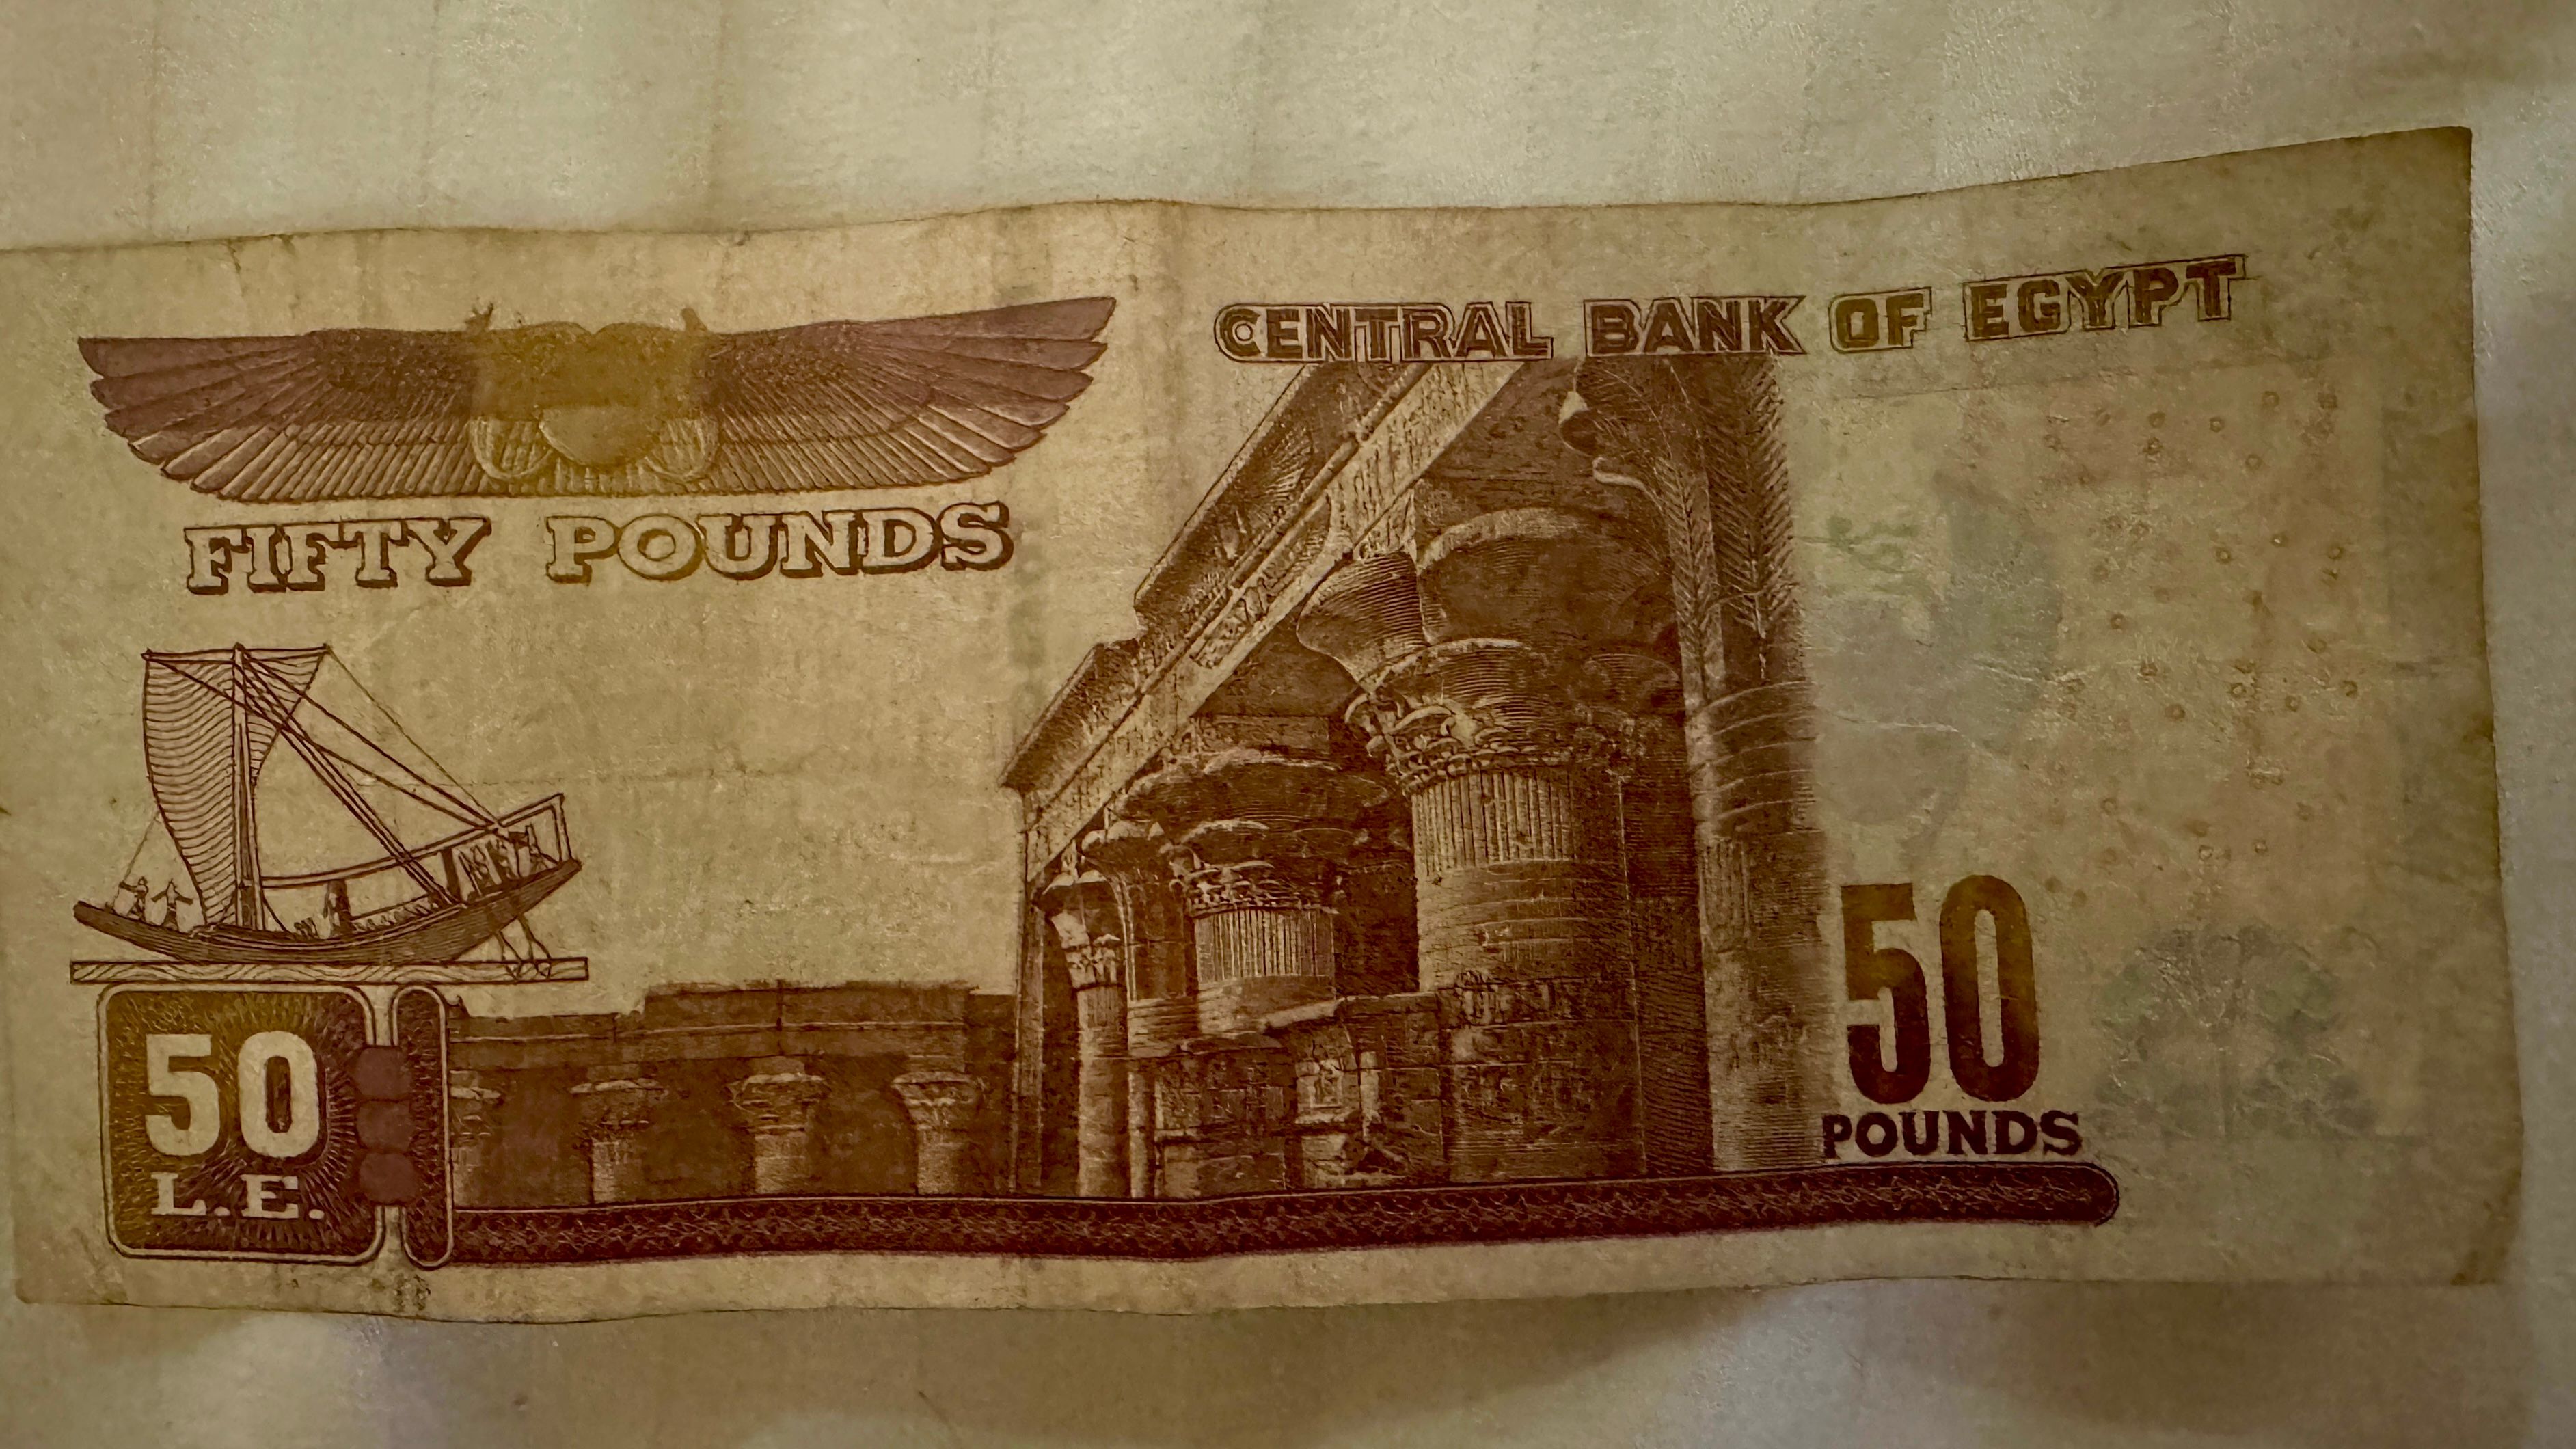 CENTRAL BANK OF EGYPT
FIFTY POUNDS
50
L.E.
50
POUNDS